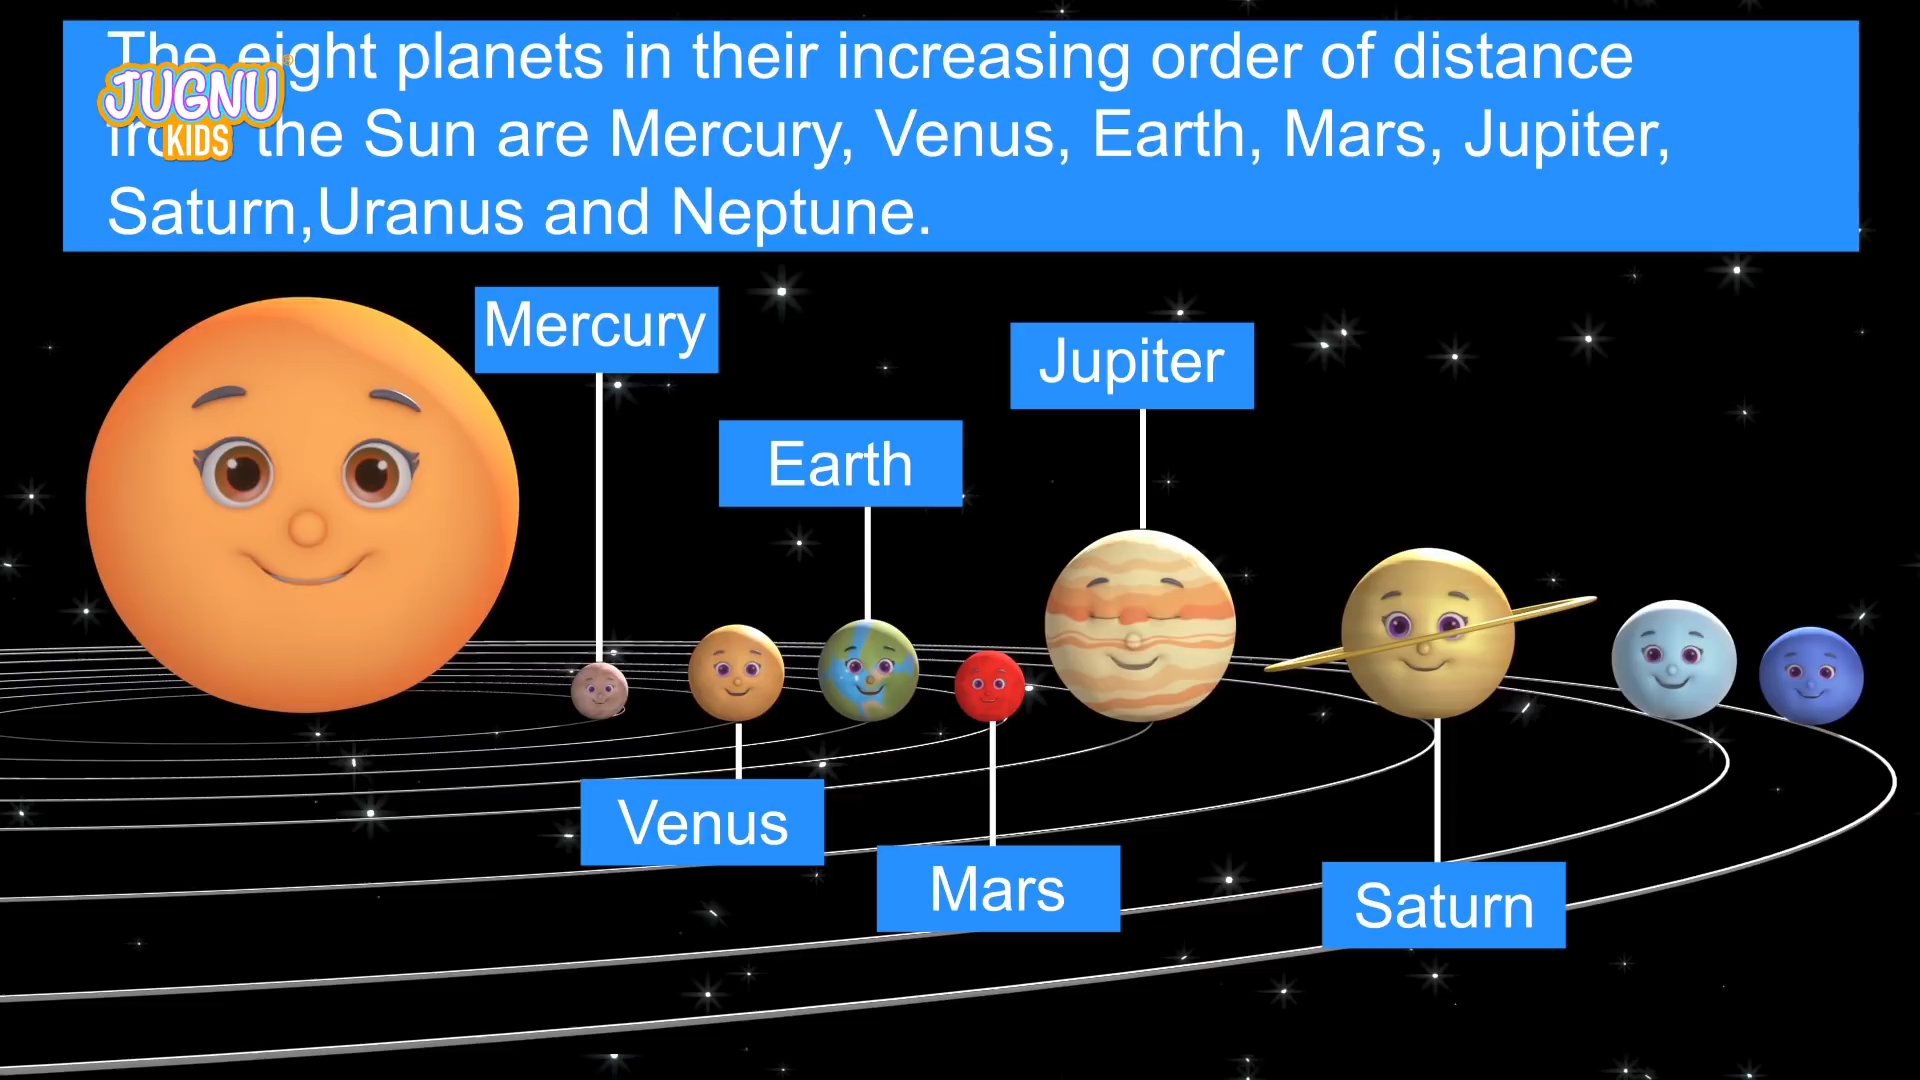 The eight planets in their increasing order of distance
from the Sun are Mercury, Venus, Earth, Mars, Jupiter,
Saturn,Uranus and Neptune.
JUGNU
KIDS
Mercury
Jupiter
Earth
Venus
Mars
Saturn